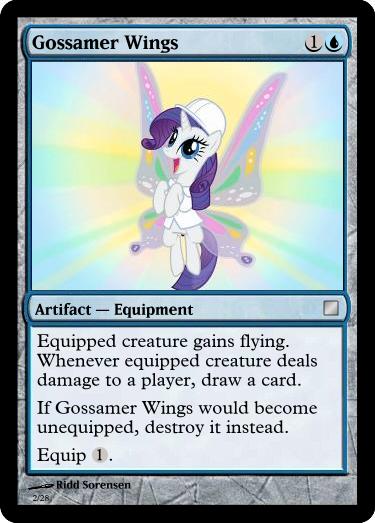 Gossamer Wings 1
Artifact — Equipment
Equipped creature gains flying.
Whenever equipped creature deals
damage to a player, draw a card.
If Gossamer Wings would become
unequipped, destroy it instead.
Equip 1.
Ridd Sorensen
2/28